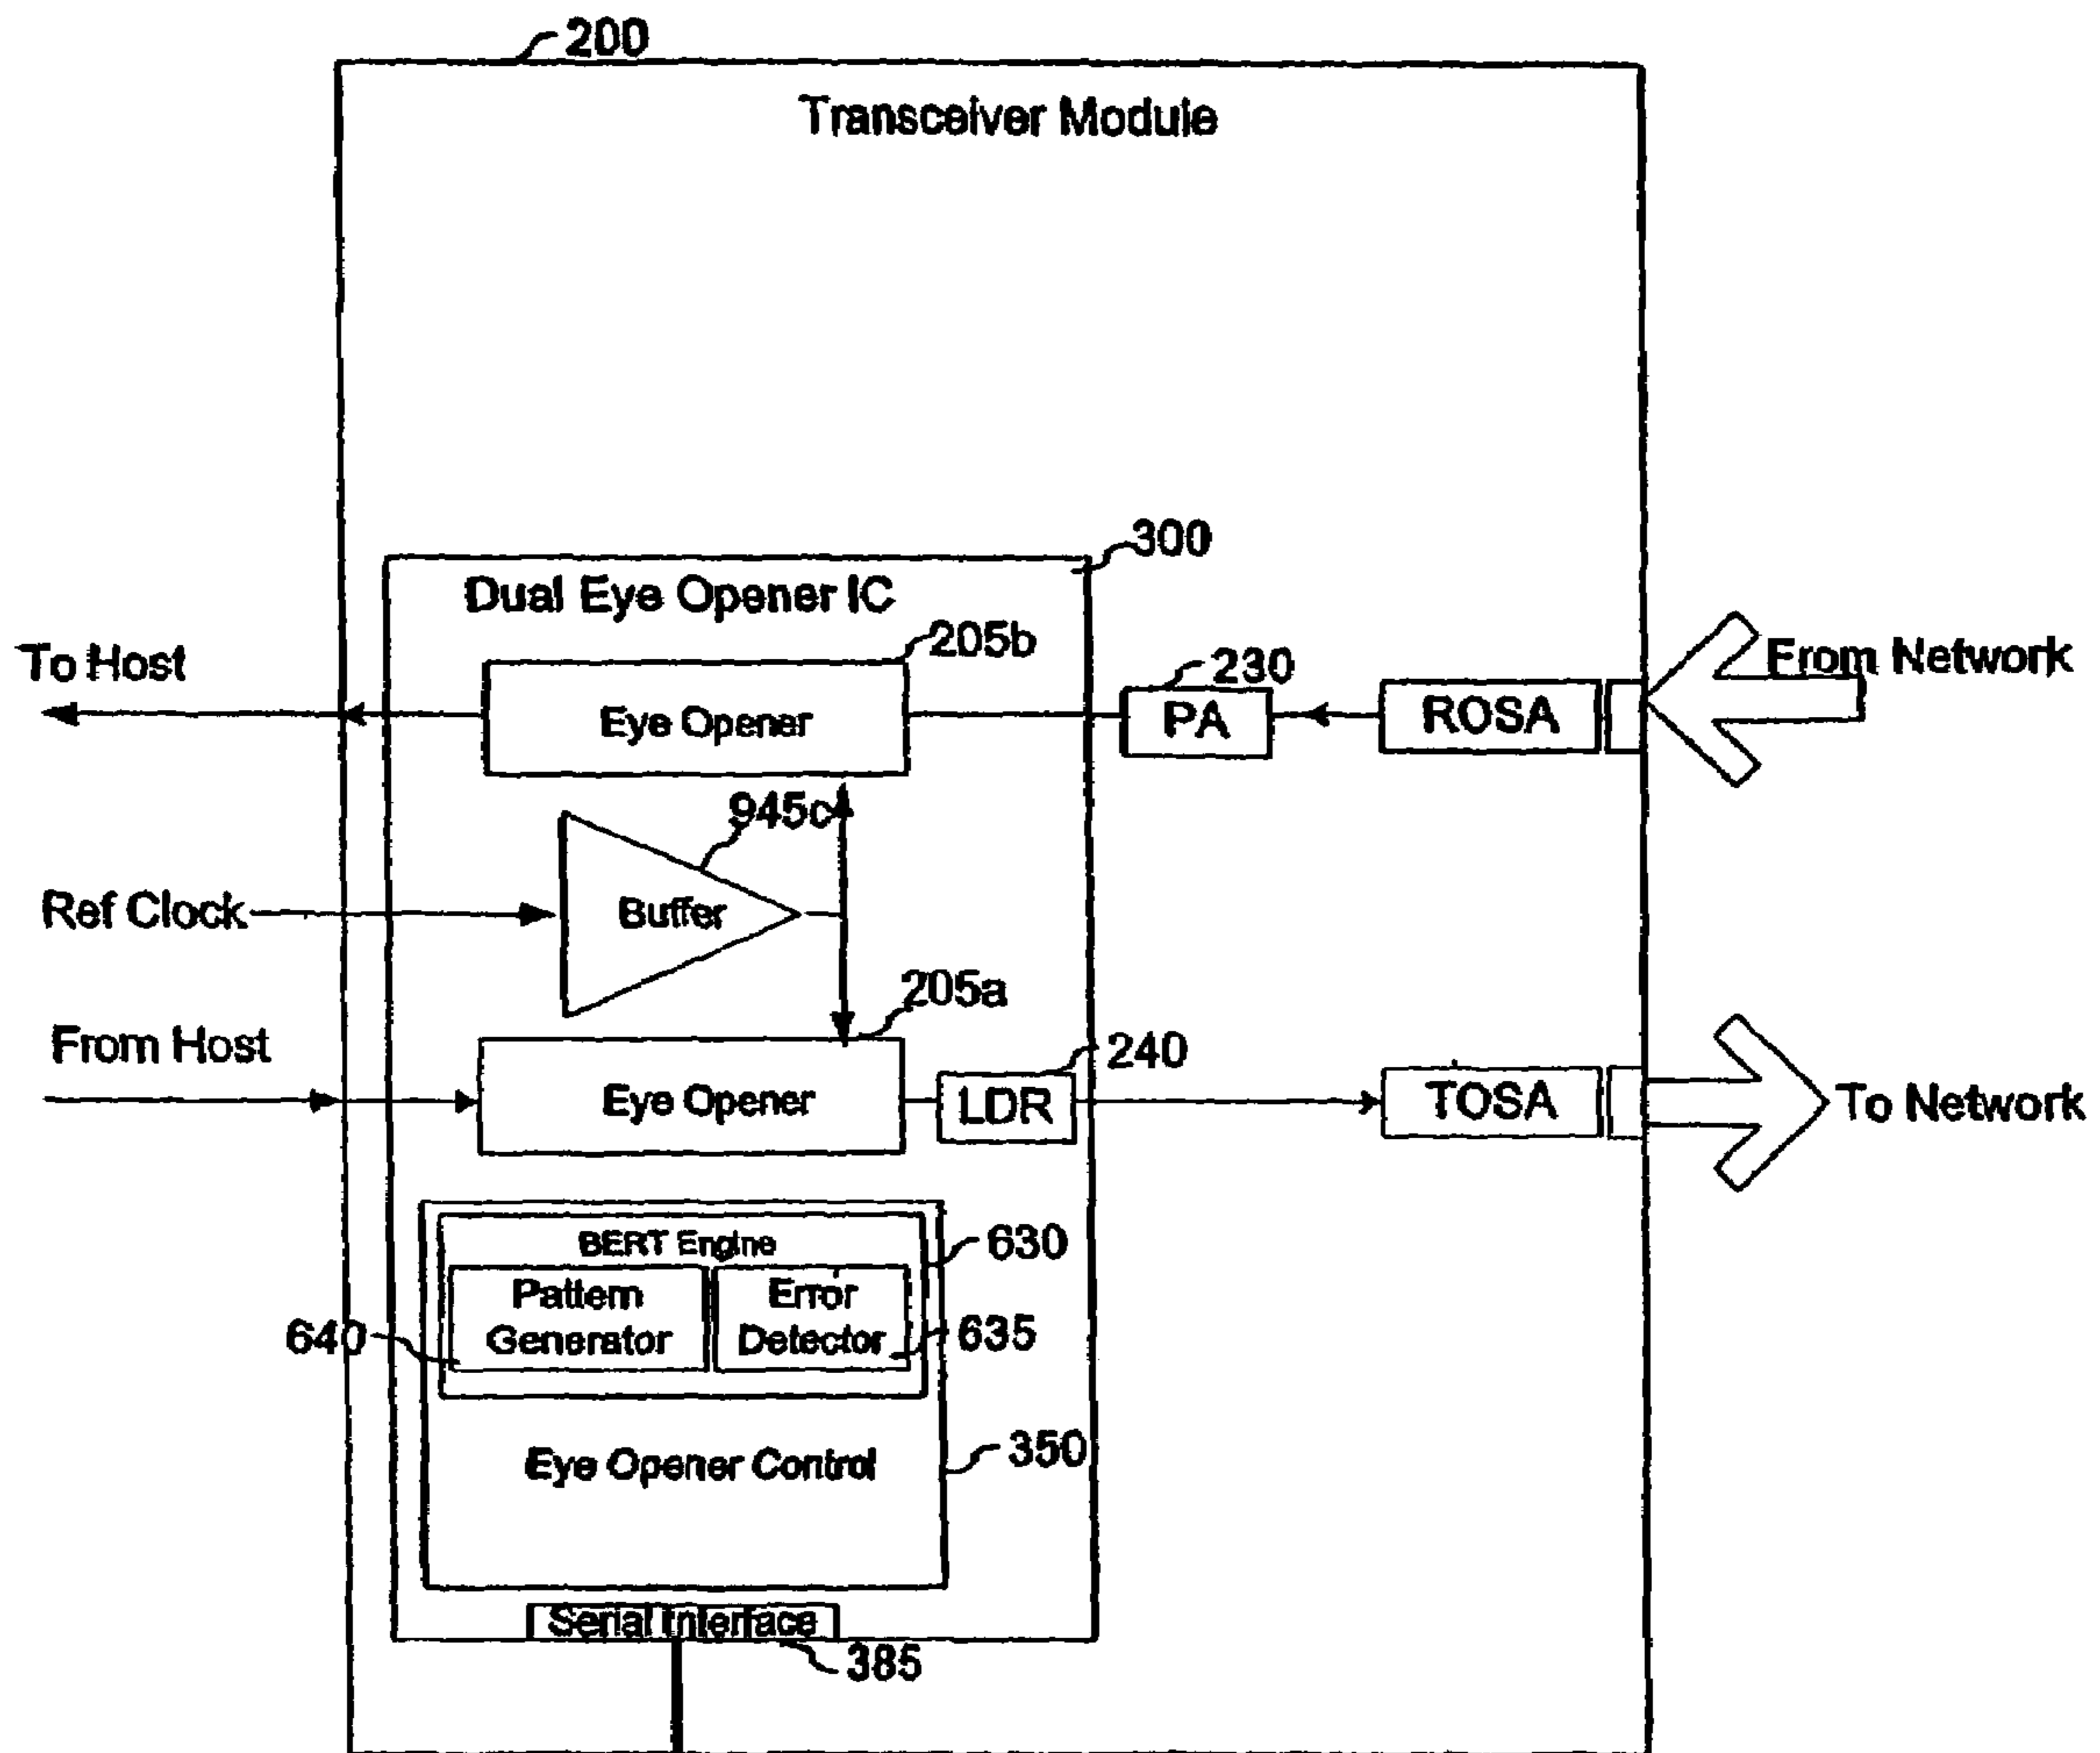 200
Transceiver Module
300
Dual Eye Opener IC
205b
To Host
230
From Network
Eye Opener
PA
ROSA
945c
Ref Clock
Buffer
205a
From Host
240
Eye Opener
LDR
TOSA
To Network
BERT Engine
630
Pattern
Generator
Error
Detector
640
635
Eye Opener Control
350
Serial Interface
385